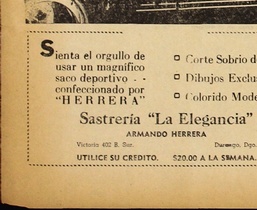 Sienta el orgullo de
usar un magnífico
saco deportivo - -
confeccionado por
"HERRERA"
Corte Sobrio d
Dibujos Exclu
Colorido Mode
Sastrería "La Elegancia"
ARMANDO HERRERA
Victoria 402 E. Sur.
Durango, Dgo.
UTILICE SU CREDITO. $20.00 A LA SEMANA.